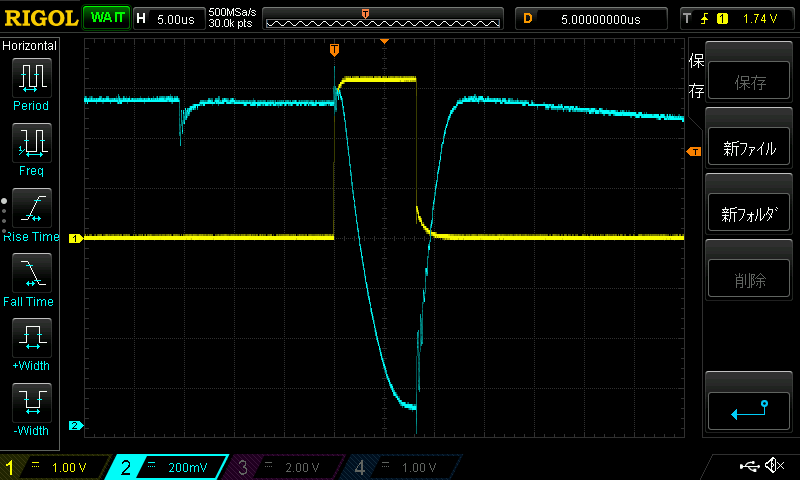 RIGOL WAIT H 5.00us 500MSa/s D 5.00000000us T 1 1.74 V
30.0k pts
Horizontal
T
保存
保存
Period
新ファイル
T
Freq
新フォルダ
Rise Time
1
削除
Fall Time
+Width
2
-Width
1 = 1.00 V 2 = 200mV 3 = 2.00 V 4 = 1.00 V